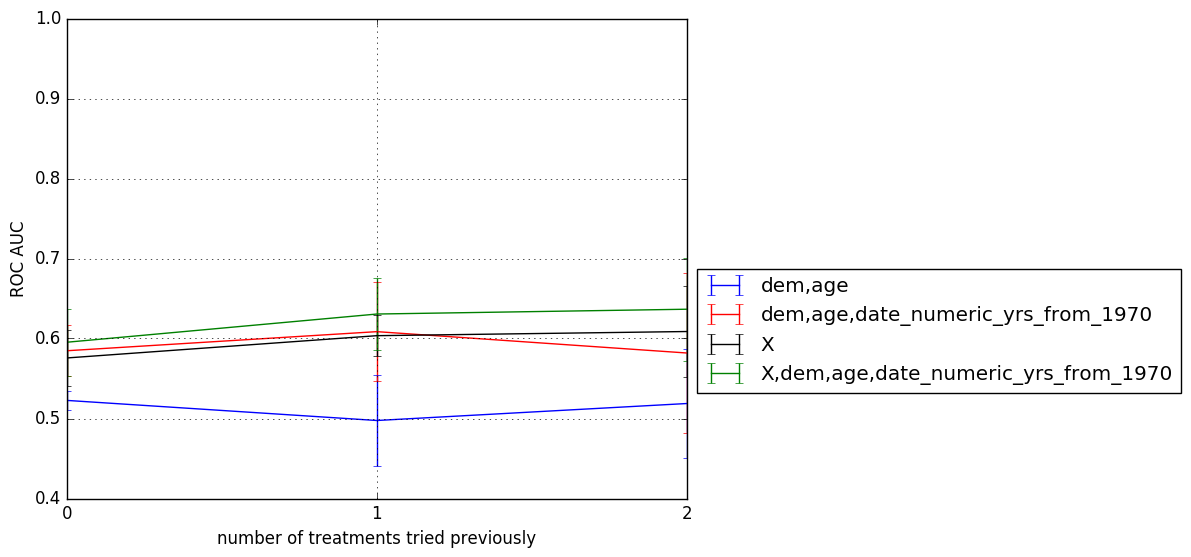 1.0
0.9
0.8
0.7
0.6
0.5
0.4
ROC AUC
0 1 2
number of treatments tried previously
dem,age
dem,age,date_numeric_yrs_from_1970
X
X,dem,age,date_numeric_yrs_from_1970